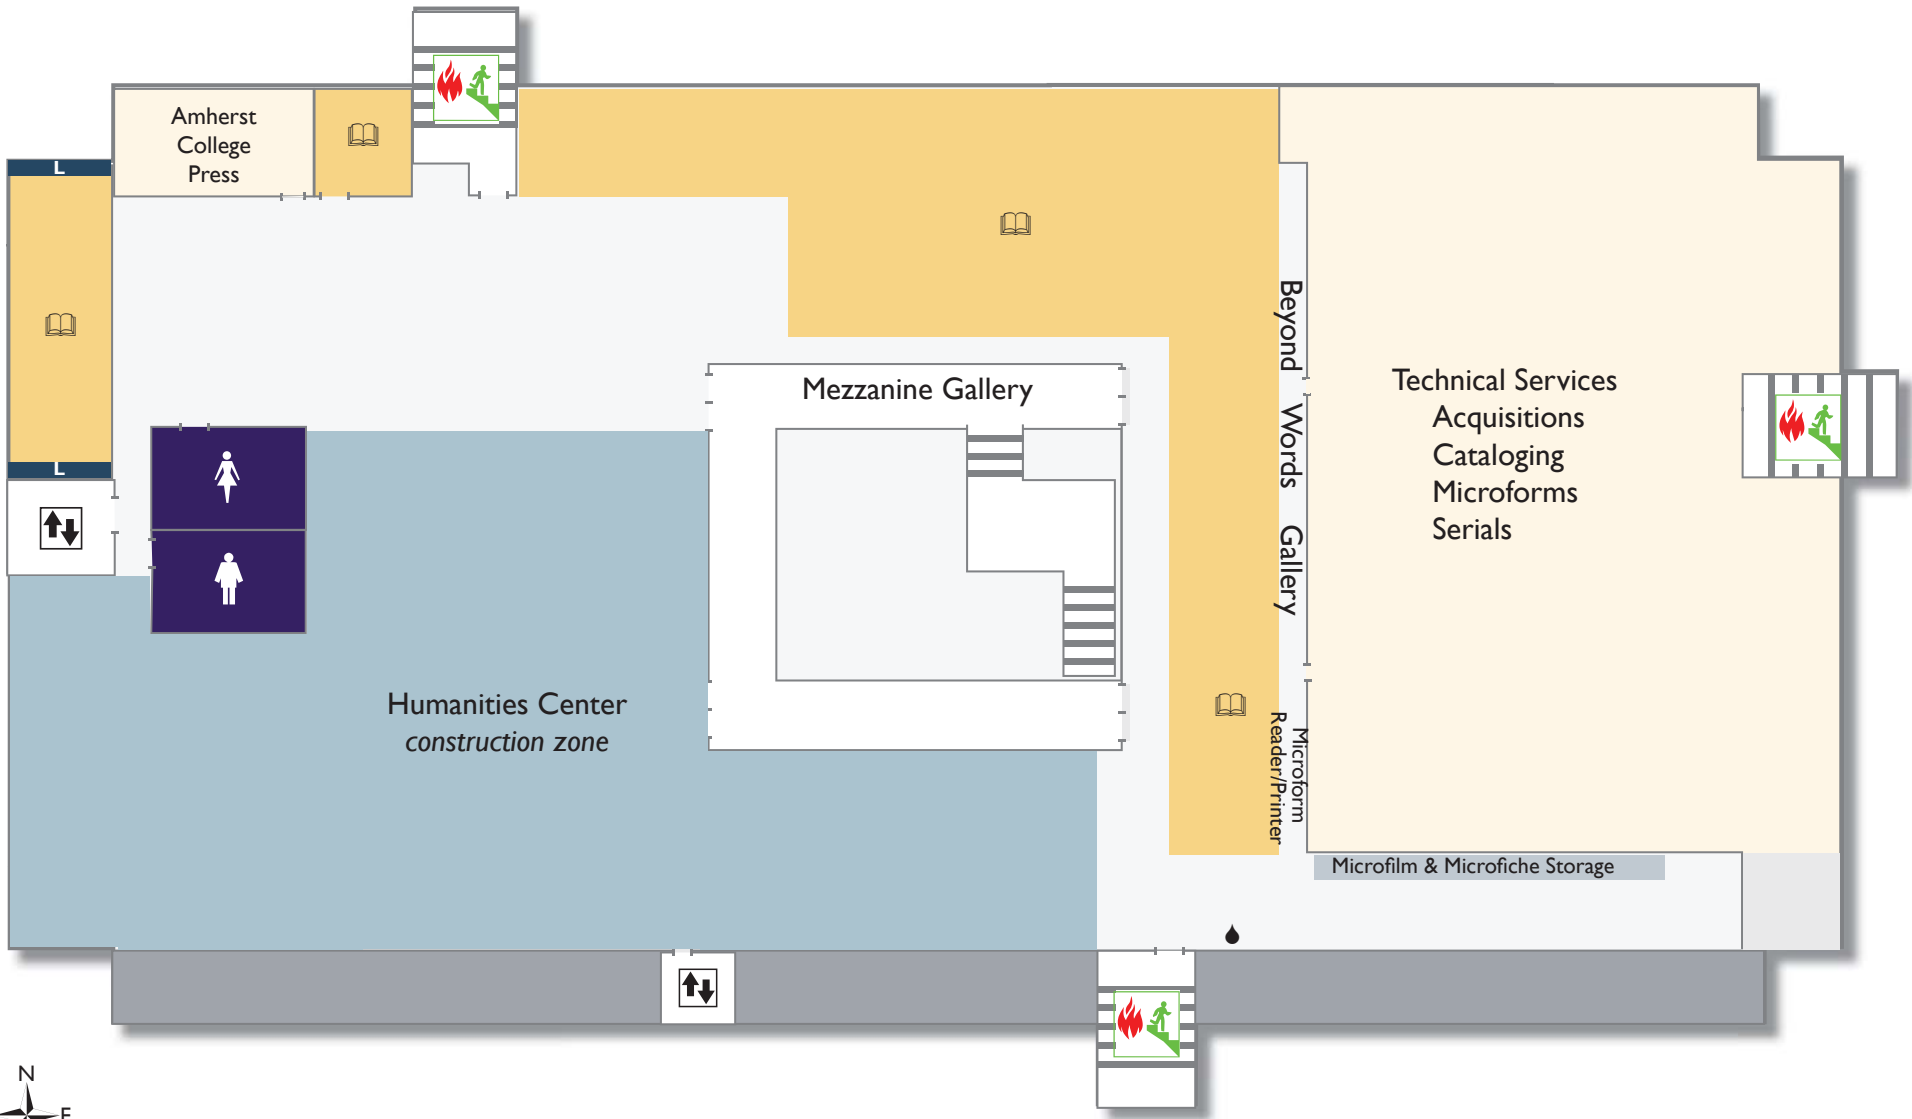 Amherst
College
Press
L
L
Mezzanine Gallery
Beyond Words Gallery
Technical Services
Acquisitions
Cataloging
Microforms
Serials
Humanities Center
construction zone
Microform
Reader/Printer
Microfilm & Microfiche Storage
N
E